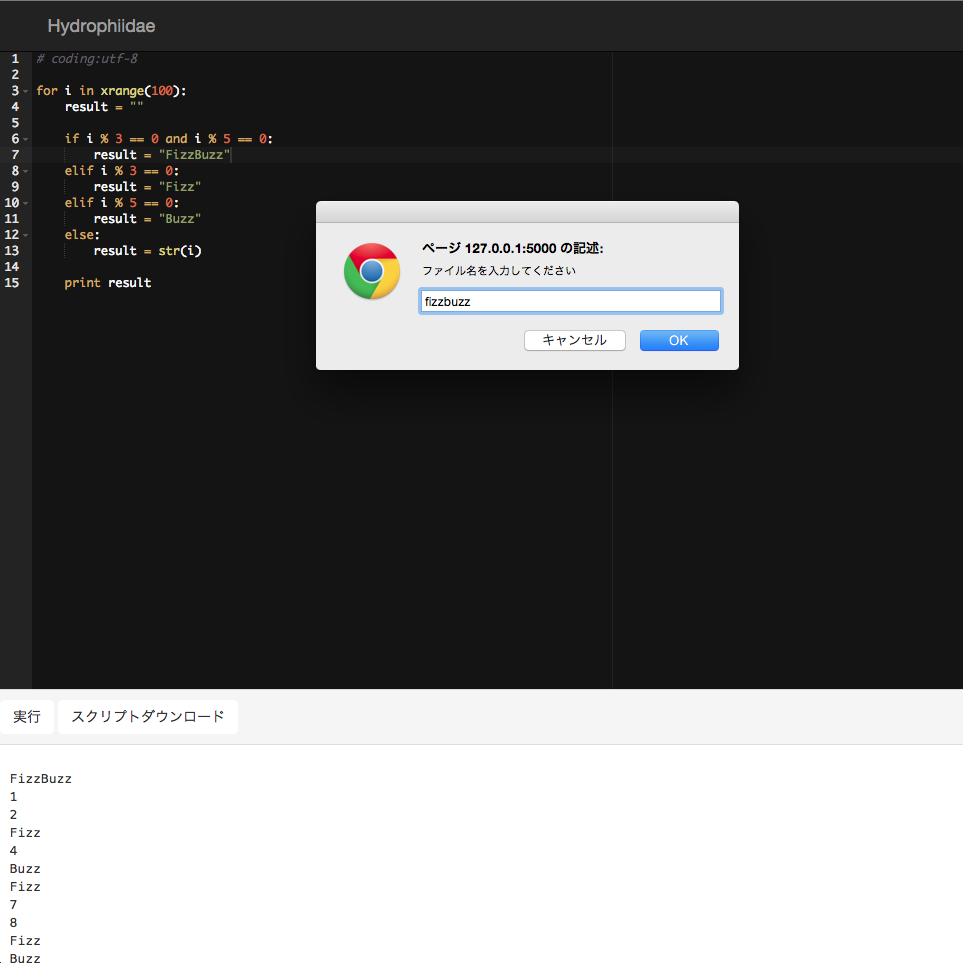 Hydrophiidae
1 # coding:utf-8
2
3 for i in xrange(100):
4     result = ""
5
6     if i % 3 == 0 and i % 5 == 0:
7         result = "FizzBuzz"
8     elif i % 3 == 0:
9         result = "Fizz"
10     elif i % 5 == 0:
11         result = "Buzz"
12     else:
13         result = str(i)
14
15     print result
ページ 127.0.0.1:5000 の記述:
ファイル名を入力してください
fizzbuzz
キャンセル OK
実行 スクリプトダウンロード
FizzBuzz
1
2
Fizz
4
Buzz
Fizz
7
8
Fizz
Buzz